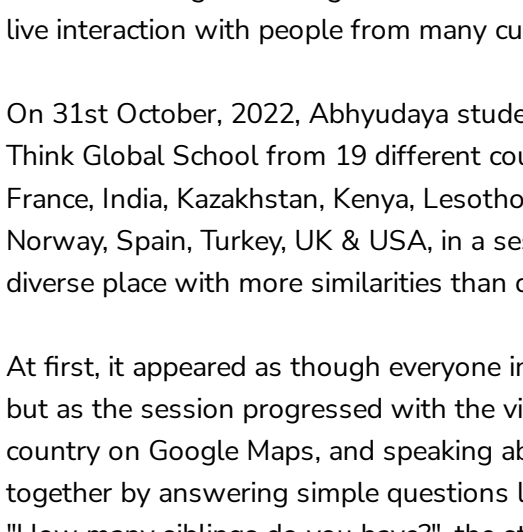 live interaction with people from many cu
On 31st October, 2022, Abhyudaya stude
Think Global School from 19 different cou
France, India, Kazakhstan, Kenya, Lesotho
Norway, Spain, Turkey, UK & USA, in a ses
diverse place with more similarities than
At first, it appeared as though everyone in
but as the session progressed with the vi
country on Google Maps, and speaking ab
together by answering simple questions l
"How many siblings do you have?", the st